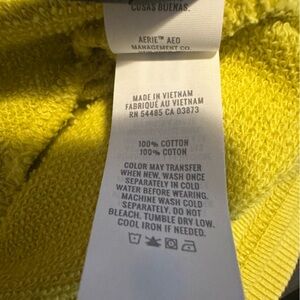 COSAS BUENAS.
AERIE™ AEO
MANAGEMENT CO.
MADE IN VIETNAM
FABRIQUÉ AU VIETNAM
RN 54485 CA 03873
100% COTTON
100% COTON
COLOR MAY TRANSFER
WHEN NEW. WASH ONCE
SEPARATELY IN COLD
WATER BEFORE WEARING.
MACHINE WASH COLD
SEPARATELY. DO NOT
BLEACH. TUMBLE DRY LOW.
COOL IRON IF NEEDED.